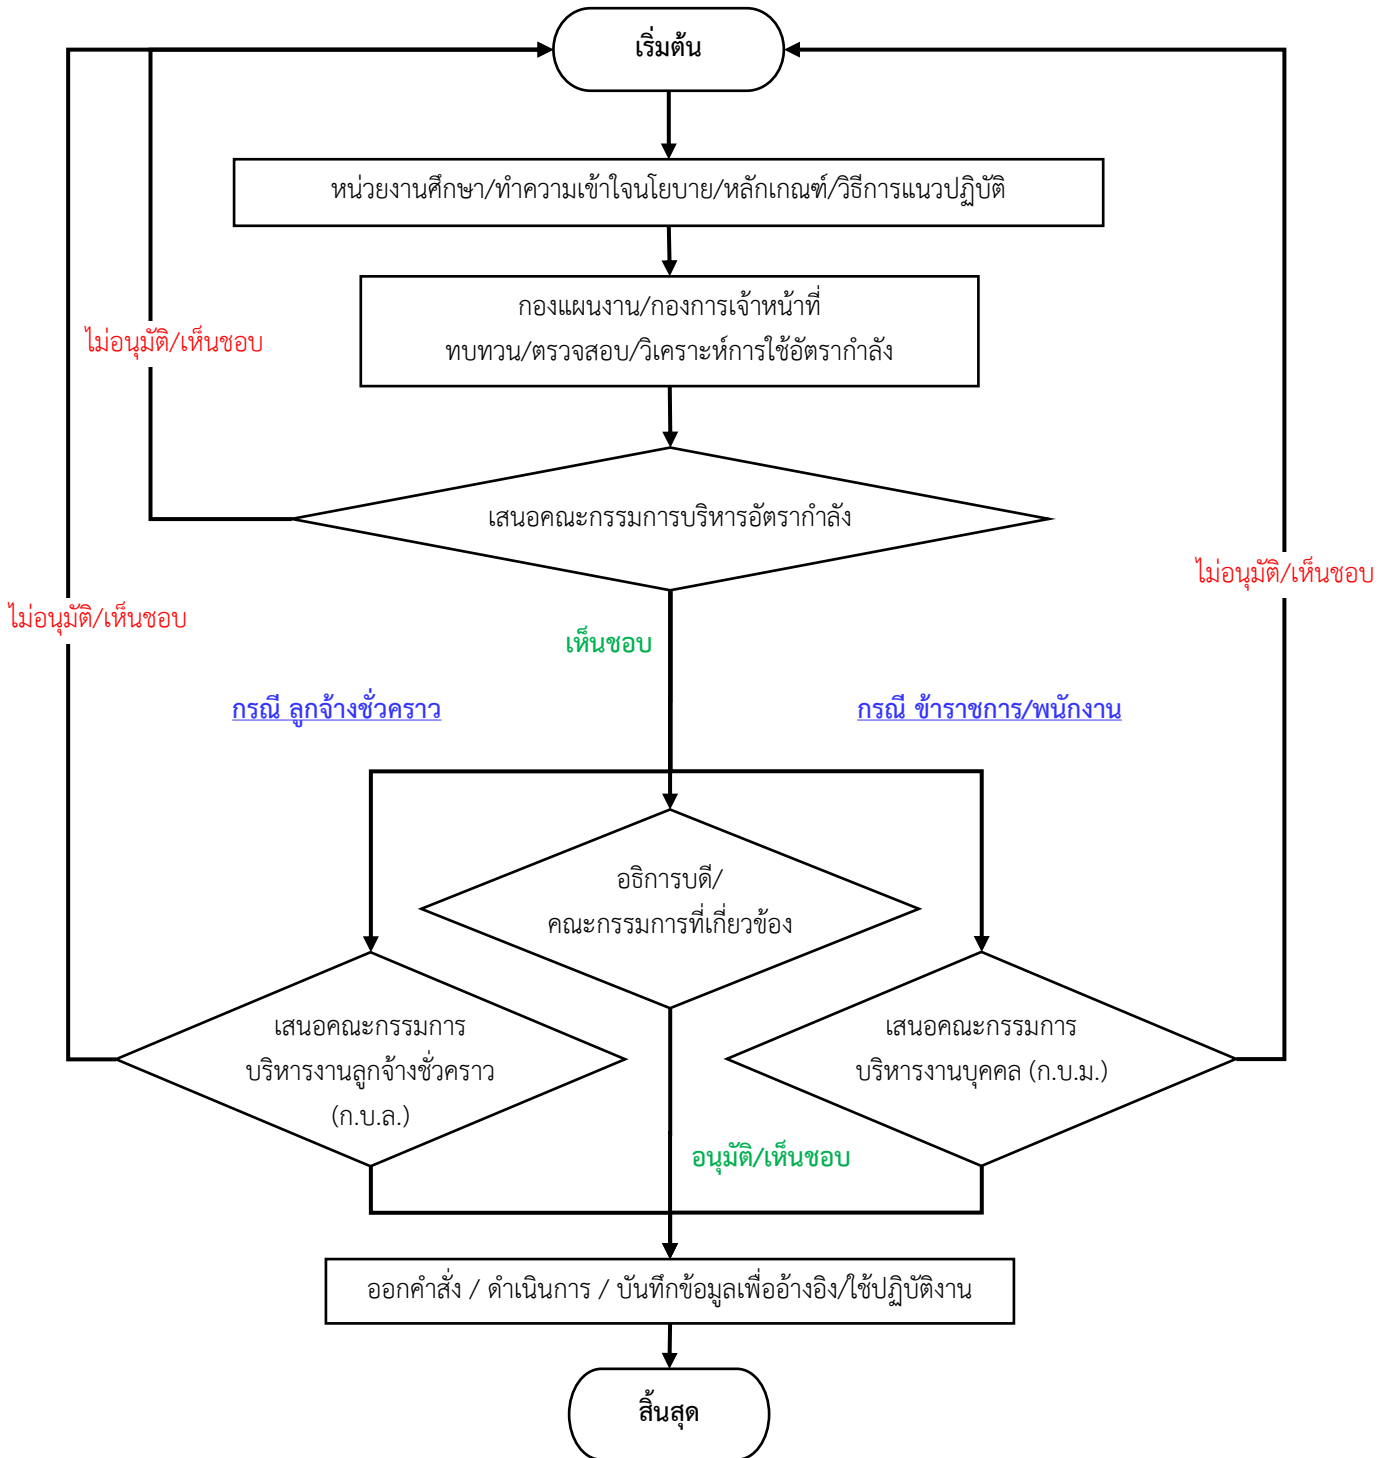 เริ่มต้น
หน่วยงานศึกษา/ทำความเข้าใจนโยบาย/หลักเกณฑ์/วิธีการแนวปฏิบัติ
กองแผนงาน/กองการเจ้าหน้าที่
ทบทวน/ตรวจสอบ/วิเคราะห์การใช้อัตรากำลัง
ไม่อนุมัติ/เห็นชอบ
เสนอคณะกรรมการบริหารอัตรากำลัง
ไม่อนุมัติ/เห็นชอบ
ไม่อนุมัติ/เห็นชอบ
เห็นชอบ
กรณี ลูกจ้างชั่วคราว
กรณี ข้าราชการ/พนักงาน
อธิการบดี/
คณะกรรมการที่เกี่ยวข้อง
เสนอคณะกรรมการ
บริหารงานลูกจ้างชั่วคราว
(ก.บ.ล.)
เสนอคณะกรรมการ
บริหารงานบุคคล (ก.บ.ม.)
อนุมัติ/เห็นชอบ
ออกคำสั่ง / ดำเนินการ / บันทึกข้อมูลเพื่ออ้างอิง/ใช้ปฏิบัติงาน
สิ้นสุด